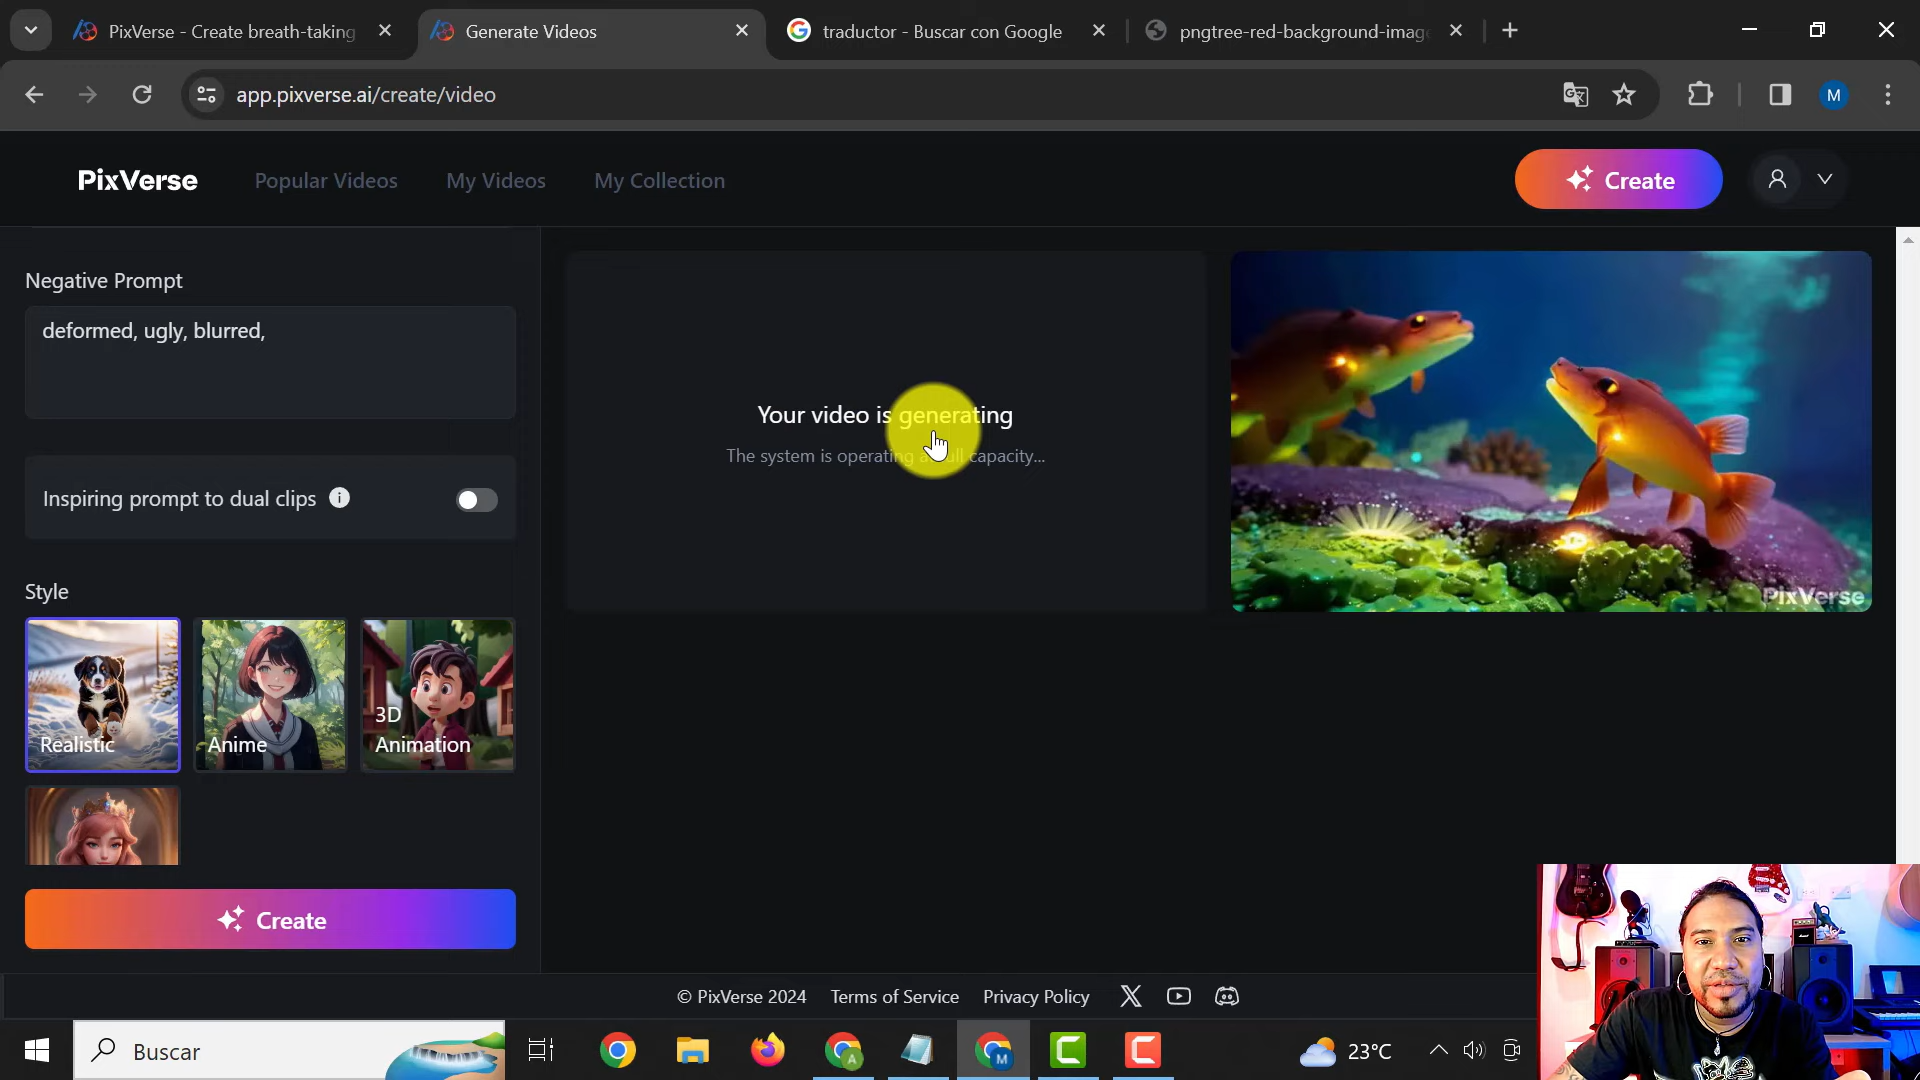 PixVerse - Create breath-taking
Generate Videos
traductor - Buscar con Google
pngtree-red-background-imag
app.pixverse.ai/create/video
M
PixVerse
Popular Videos
My Videos
My Collection
Create
Negative Prompt
deformed, ugly, blurred,
Inspiring prompt to dual clips
Style
Realistic
Anime
3D
Animation
Create
Your video is generating
The system is operating at full capacity...
PixVerse
© PixVerse 2024
Terms of Service
Privacy Policy
Buscar
A
M
23°C